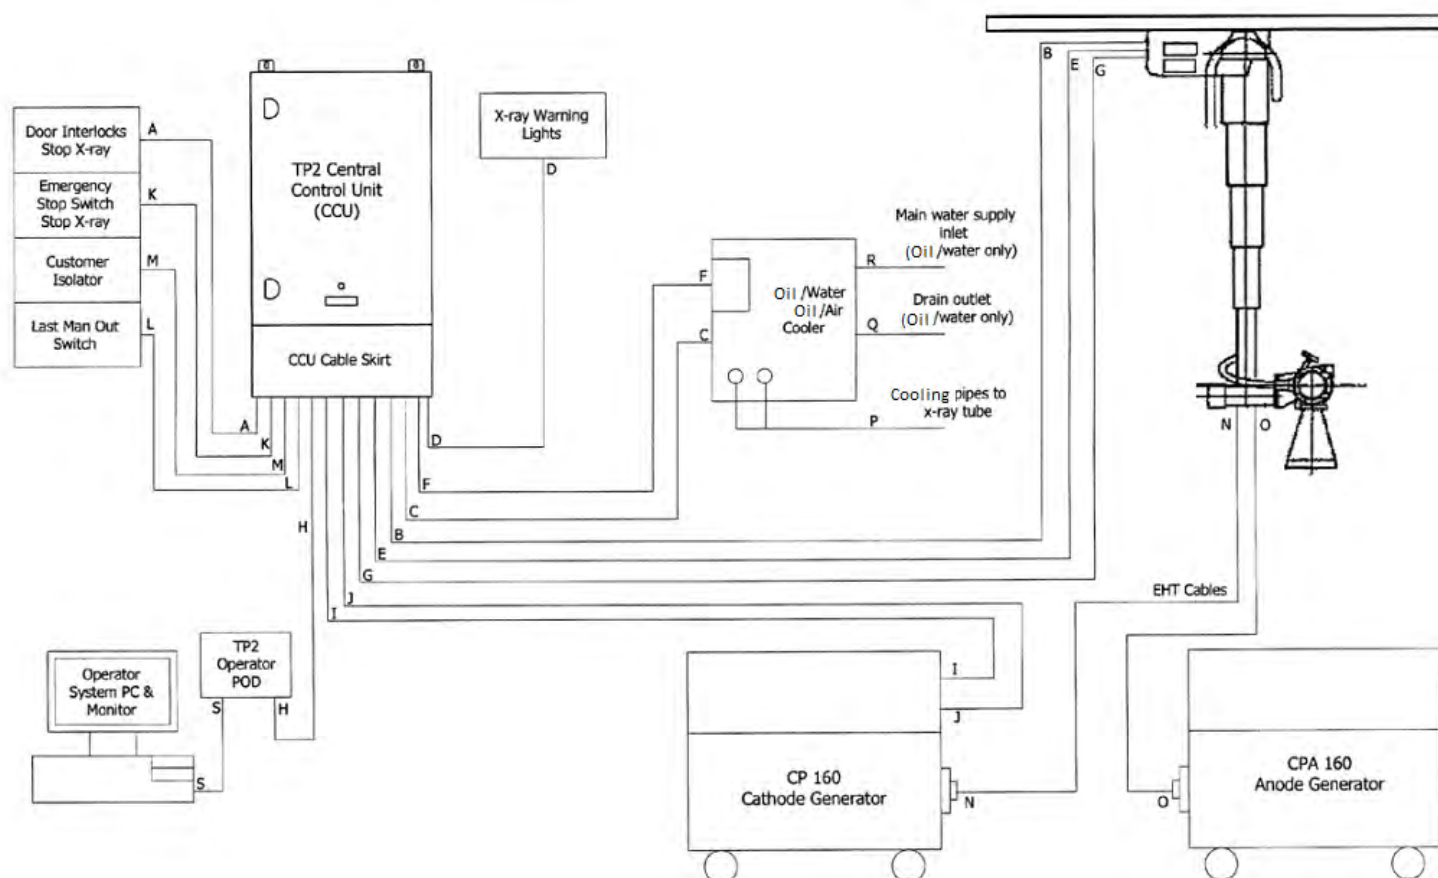 Door Interlocks
Stop X-ray
A
Emergency
Stop Switch
Stop X-ray
K
Customer
Isolator
M
Last Man Out
Switch
L
TP2 Central
Control Unit
(CCU)
CCU Cable Skirt
X-ray Warning
Lights
D
B
E
G
Main water supply
inlet
(Oil/water only)
R
F
Oil/Water
Oil/Air
Cooler
Drain outlet
(Oil/water only)
Q
C
Cooling pipes to
x-ray tube
P
N
O
A
K
M
L
D
F
C
B
E
G
J
I
H
EHT Cables
TP2
Operator
POD
S
H
Operator
System PC &
Monitor
S
I
J
CP 160
Cathode Generator
N
CPA 160
Anode Generator
O